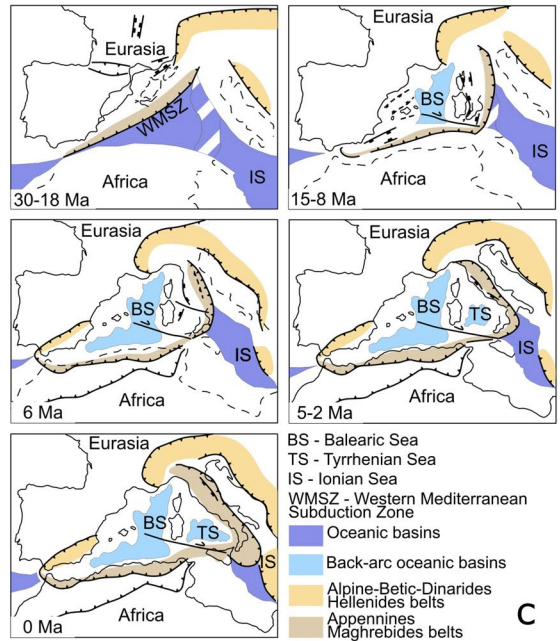 Eurasia
WMSZ
Africa
IS
30-18 Ma
Eurasia
BS
Africa
IS
15-8 Ma
Eurasia
BS
IS
Africa
6 Ma
Eurasia
BS
TS
IS
Africa
5-2 Ma
Eurasia
BS
TS
IS
Africa
0 Ma
BS - Balearic Sea
TS - Tyrrhenian Sea
IS - Ionian Sea
WMSZ - Western Mediterranean
Subduction Zone
Oceanic basins
Back-arc oceanic basins
Alpine-Betic-Dinarides
Hellenides belts
Appennines
Maghrebides belts
C